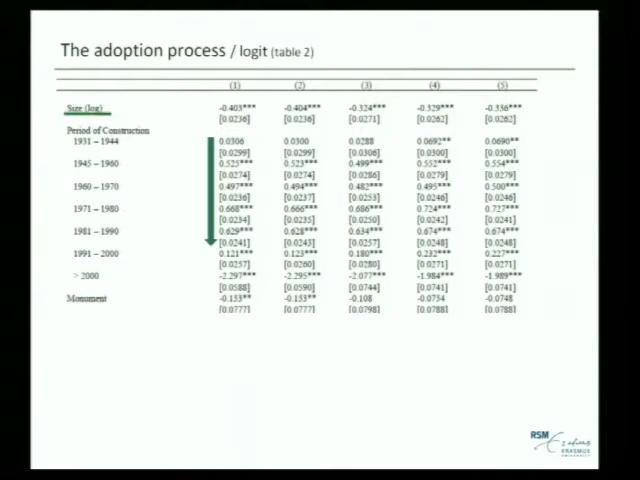 The adoption process / logit (table 2)
(1) (2) (3) (4) (5)
Size (log) -0.403*** -0.404*** -0.324*** -0.329*** -0.336***
[0.0236] [0.0236] [0.0271] [0.0262] [0.0262]
Period of Construction
1931 – 1944 0.0306 0.0300 0.0288 0.0692** 0.0690**
[0.0299] [0.0299] [0.0306] [0.0300] [0.0300]
1945 – 1960 0.525*** 0.523*** 0.499*** 0.552*** 0.554***
[0.0274] [0.0274] [0.0286] [0.0279] [0.0279]
1960 – 1970 0.497*** 0.494*** 0.482*** 0.495*** 0.500***
[0.0236] [0.0237] [0.0253] [0.0246] [0.0246]
1971 – 1980 0.668*** 0.666*** 0.686*** 0.724*** 0.727***
[0.0234] [0.0235] [0.0250] [0.0242] [0.0241]
1981 – 1990 0.629*** 0.628*** 0.634*** 0.674*** 0.674***
[0.0241] [0.0243] [0.0257] [0.0248] [0.0248]
1991 – 2000 0.121*** 0.123*** 0.180*** 0.232*** 0.227***
[0.0257] [0.0260] [0.0280] [0.0271] [0.0271]
> 2000 -2.297*** -2.295*** -2.077*** -1.984*** -1.989***
[0.0588] [0.0590] [0.0744] [0.0741] [0.0741]
Monument -0.153** -0.153** -0.108 -0.0754 -0.0748
[0.0777] [0.0777] [0.0798] [0.0788] [0.0788]
RSM
ERASMUS
UNIVERSITY